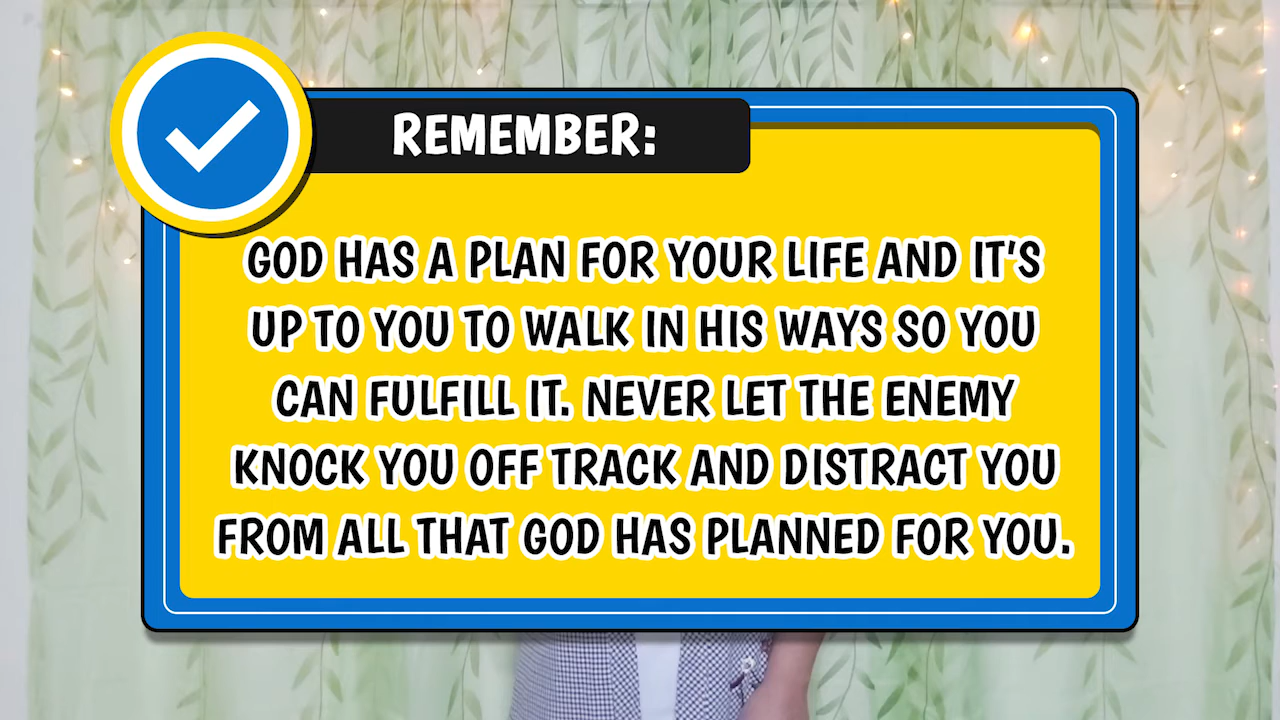 REMEMBER:
GOD HAS A PLAN FOR YOUR LIFE AND IT'S
UP TO YOU TO WALK IN HIS WAYS SO YOU
CAN FULFILL IT. NEVER LET THE ENEMY
KNOCK YOU OFF TRACK AND DISTRACT YOU
FROM ALL THAT GOD HAS PLANNED FOR YOU.